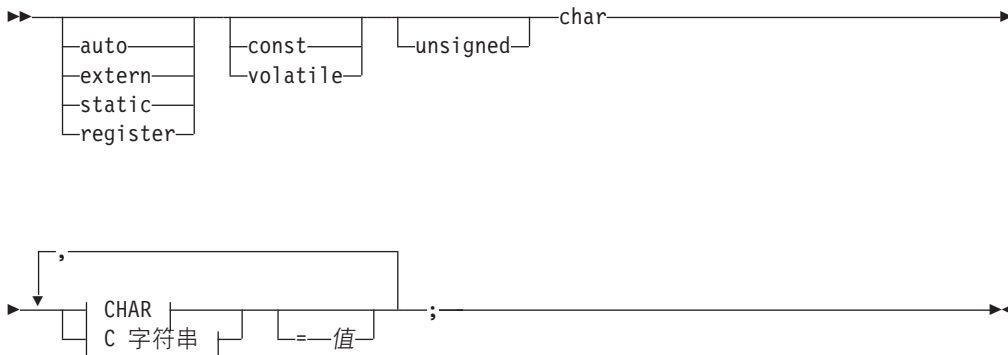 char
auto const unsigned
extern volatile
static
register
,
CHAR ;
C 字符串 = 值